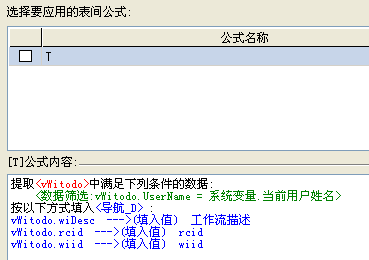 选择要应用的表间公式:
公式名称
T
[T]公式内容:
提取<vWitodo>中满足下列条件的数据:
<数据筛选:vWitodo.UserName = 系统变量.当前用户姓名>
按以下方式填入<导航_D> :
vWitodo.wiDesc --->(填入值) 工作流描述
vWitodo.rcid --->(填入值) rcid
vWitodo.wiid --->(填入值) wiid